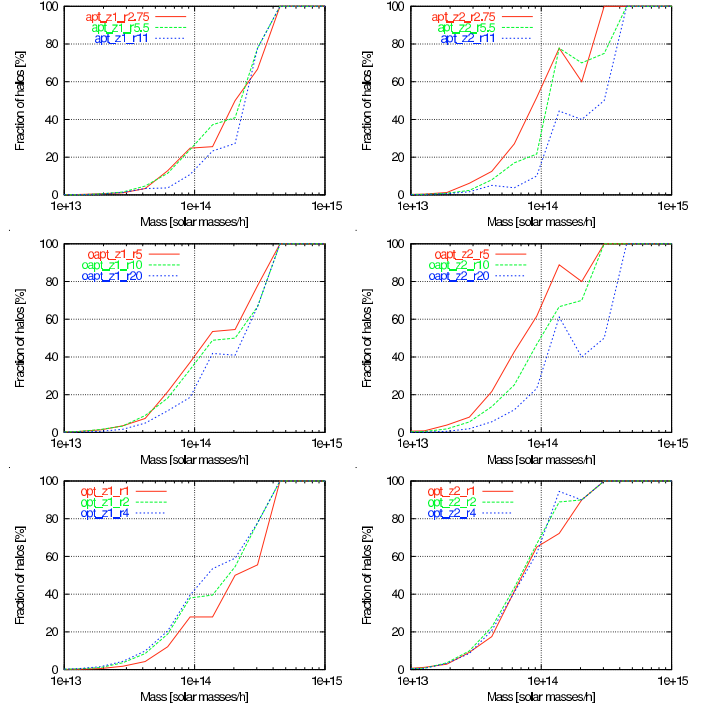 apt_z1_r2.75
apt_z1_r5.5
apt_z1_r11
Fraction of halos [%]
100
80
60
40
20
0
1e+13
1e+14
1e+15
Mass [solar masses/h]
apt_z2_r2.75
apt_z2_r5.5
apt_z2_r11
Fraction of halos [%]
100
80
60
40
20
0
1e+13
1e+14
1e+15
Mass [solar masses/h]
oapt_z1_r5
oapt_z1_r10
oapt_z1_r20
Fraction of halos [%]
100
80
60
40
20
0
1e+13
1e+14
1e+15
Mass [solar masses/h]
oapt_z2_r5
oapt_z2_r10
oapt_z2_r20
Fraction of halos [%]
100
80
60
40
20
0
1e+13
1e+14
1e+15
Mass [solar masses/h]
opt_z1_r1
opt_z1_r2
opt_z1_r4
Fraction of halos [%]
100
80
60
40
20
0
1e+13
1e+14
1e+15
Mass [solar masses/h]
opt_z2_r1
opt_z2_r2
opt_z2_r4
Fraction of halos [%]
100
80
60
40
20
0
1e+13
1e+14
1e+15
Mass [solar masses/h]